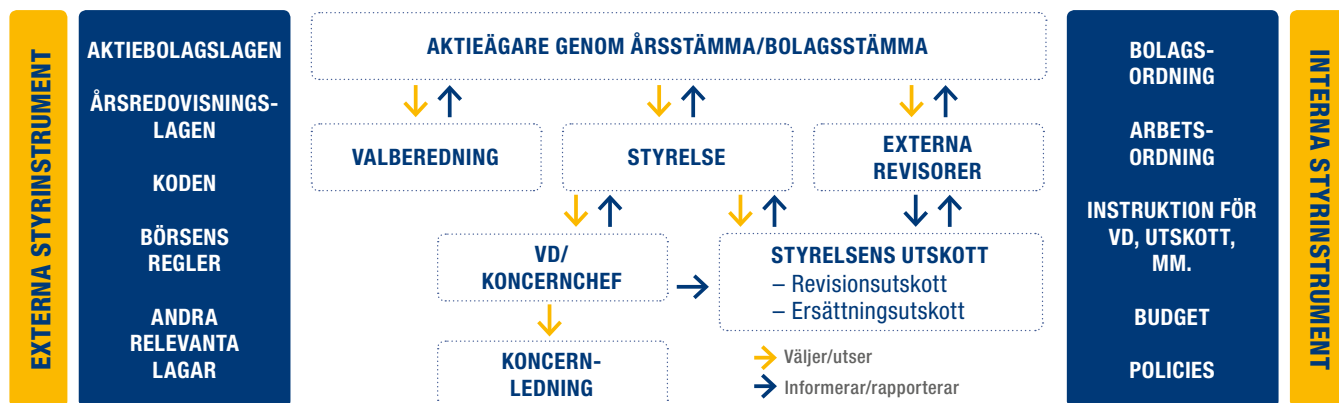 EXTERNA STYRINSTRUMENT
AKTIEBOLAGSLAGEN
ÅRSREDOVISNINGS-
LAGEN
KODEN
BÖRSENS
REGLER
ANDRA
RELEVANTA
LAGAR
AKTIEÄGARE GENOM ÅRSSTÄMMA/BOLAGSSTÄMMA
VALBEREDNING
STYRELSE
EXTERNA
REVISORER
VD/
KONCERNCHEF
STYRELSENS UTSKOTT
– Revisionsutskott
– Ersättningsutskott
KONCERN-
LEDNING
Väljer/utser
Informerar/rapporterar
BOLAGS-
ORDNING
ARBETS-
ORDNING
INSTRUKTION FÖR
VD, UTSKOTT,
MM.
BUDGET
POLICIES
INTERNA STYRINSTRUMENT